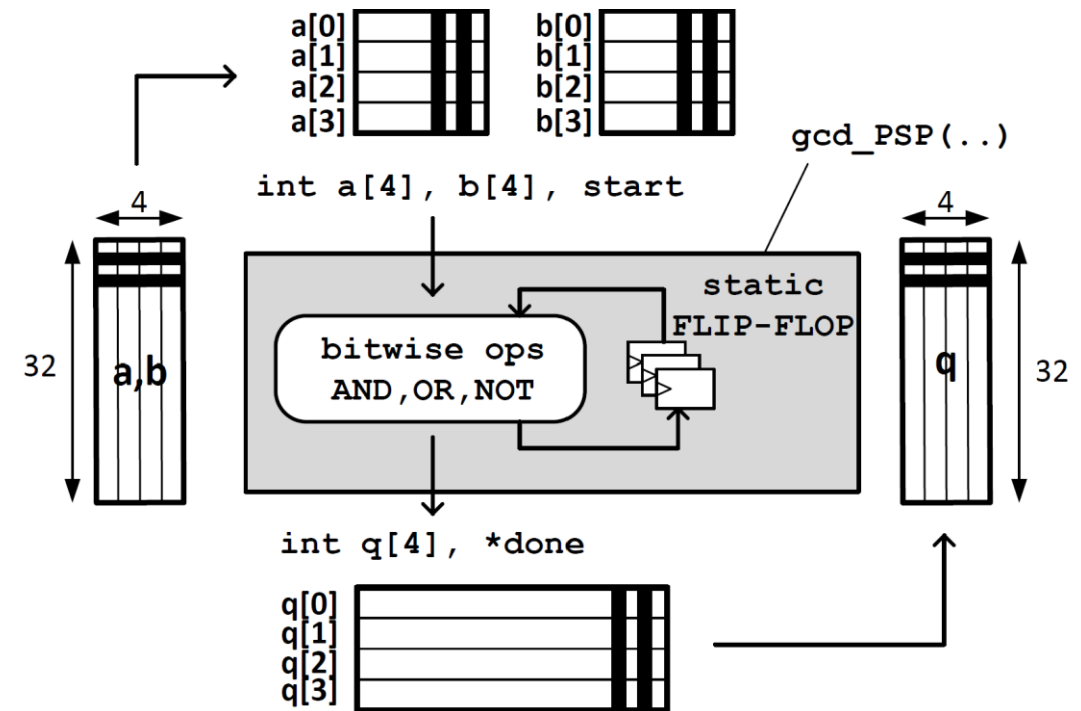 a[0]
a[1]
a[2]
a[3]
b[0]
b[1]
b[2]
b[3]
gcd_PSP(..)
int a[4], b[4], start
4
32
a,b
static
FLIP-FLOP
bitwise ops
AND,OR,NOT
4
q
32
int q[4], *done
q[0]
q[1]
q[2]
q[3]